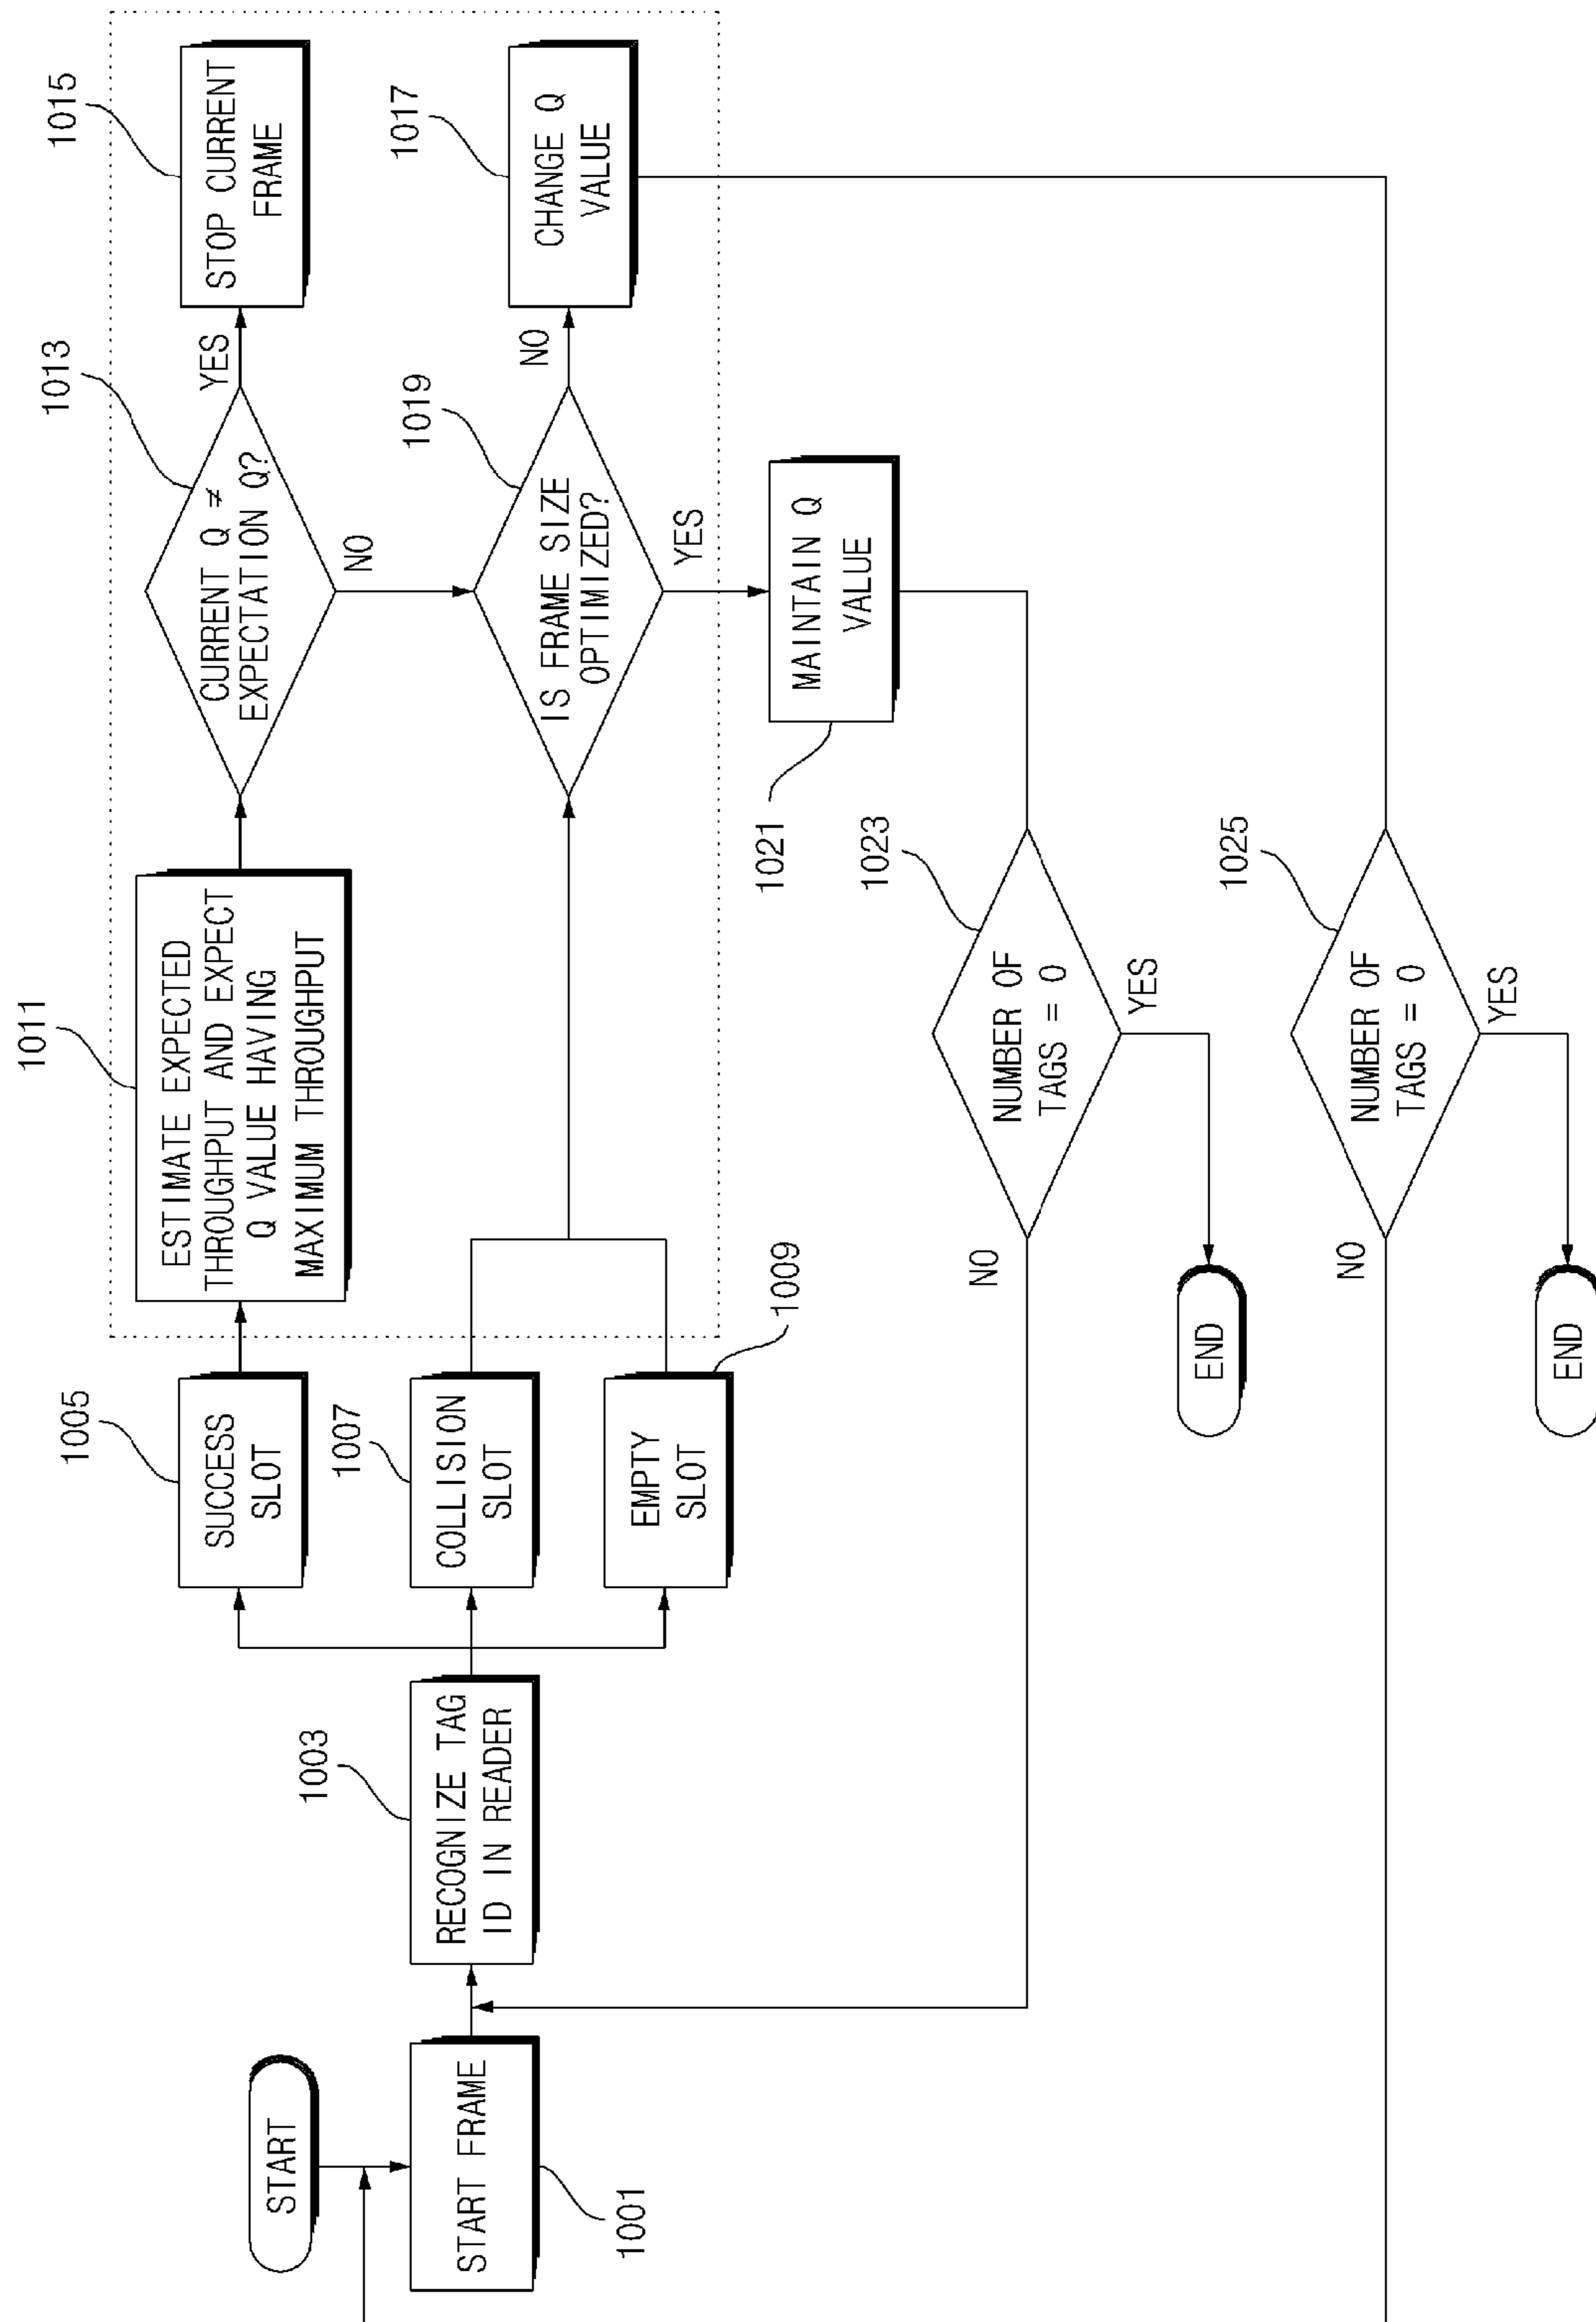 START
START FRAME
1001
RECOGNIZE TAG
ID IN READER
1003
SUCCESS
SLOT
1005
COLLISION
SLOT
1007
EMPTY
SLOT
1009
ESTIMATE EXPECTED
THROUGHPUT AND EXPECT
Q VALUE HAVING
MAXIMUM THROUGHPUT
1011
CURRENT Q ≠
EXPECTATION Q?
1013
YES
NO
STOP CURRENT
FRAME
1015
IS FRAME SIZE
OPTIMIZED?
1019
NO
YES
CHANGE Q
VALUE
1017
MAINTAIN Q
VALUE
1021
NUMBER OF
TAGS = 0
1023
NO
YES
END
NUMBER OF
TAGS = 0
1025
NO
YES
END